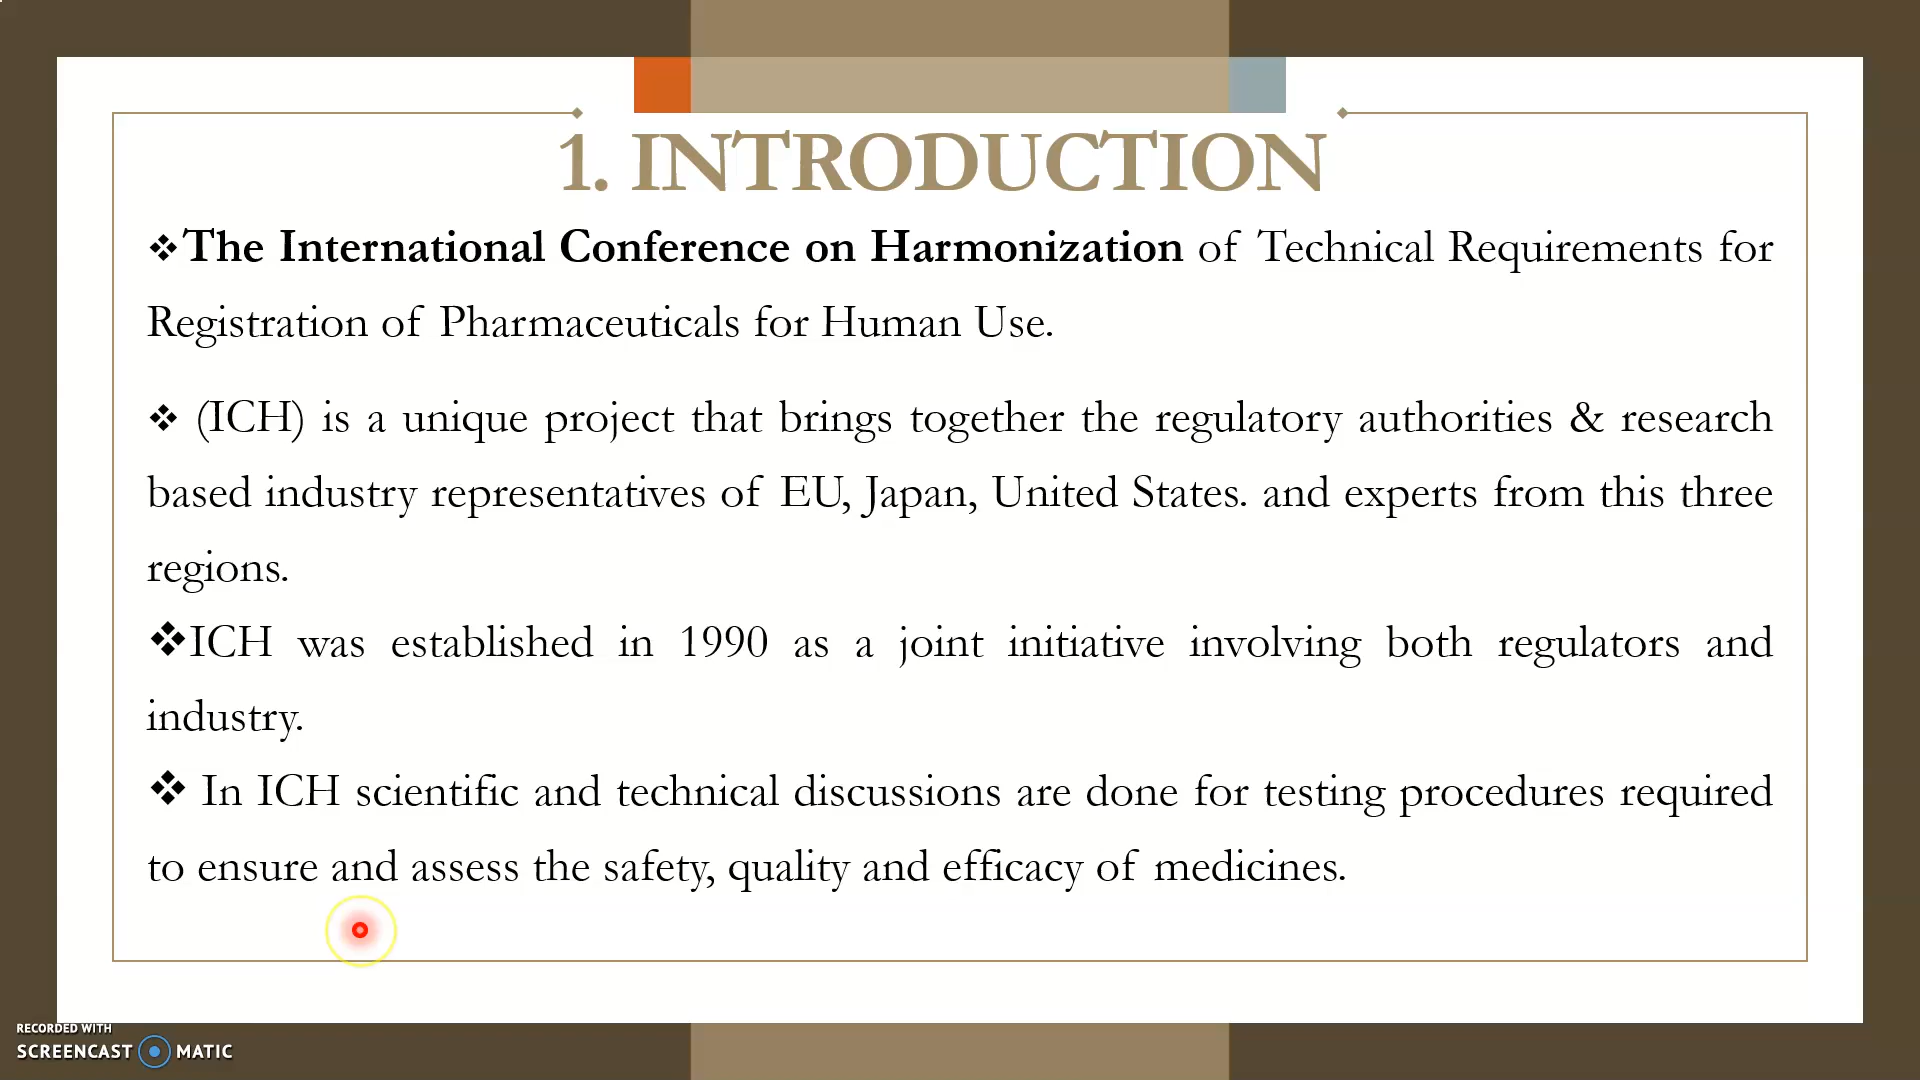 1. INTRODUCTION
❖The International Conference on Harmonization of Technical Requirements for
Registration of Pharmaceuticals for Human Use.
❖ (ICH) is a unique project that brings together the regulatory authorities & research
based industry representatives of EU, Japan, United States. and experts from this three
regions.
❖ICH was established in 1990 as a joint initiative involving both regulators and
industry.
❖ In ICH scientific and technical discussions are done for testing procedures required
to ensure and assess the safety, quality and efficacy of medicines.
RECORDED WITH
SCREENCAST MATIC